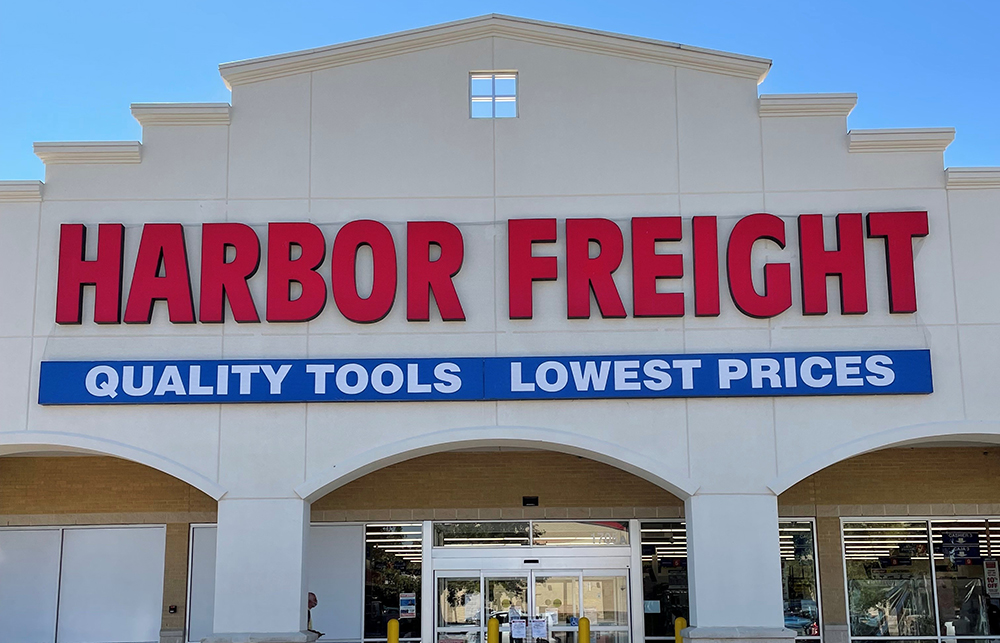 HARBOR FREIGHT
QUALITY TOOLS LOWEST PRICES